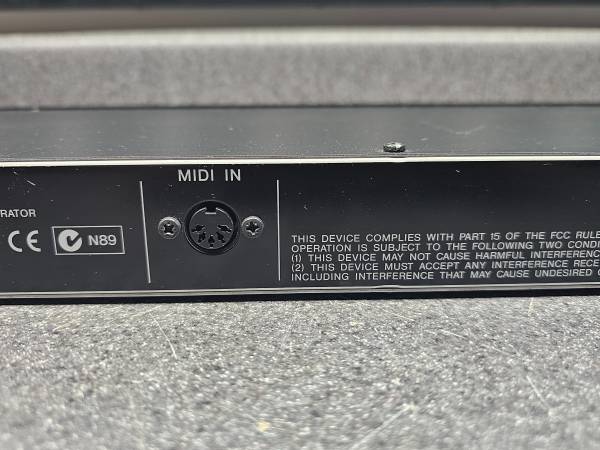 MIDI IN
RATOR
CE N89
THIS DEVICE COMPLIES WITH PART 15 OF THE FCC RULE
OPERATION IS SUBJECT TO THE FOLLOWING TWO CONDI
(1) THIS DEVICE MAY NOT CAUSE HARMFUL INTERFERENCE
(2) THIS DEVICE MUST ACCEPT ANY INTERFERENCE RECE
INCLUDING INTERFERENCE THAT MAY CAUSE UNDESIRED O